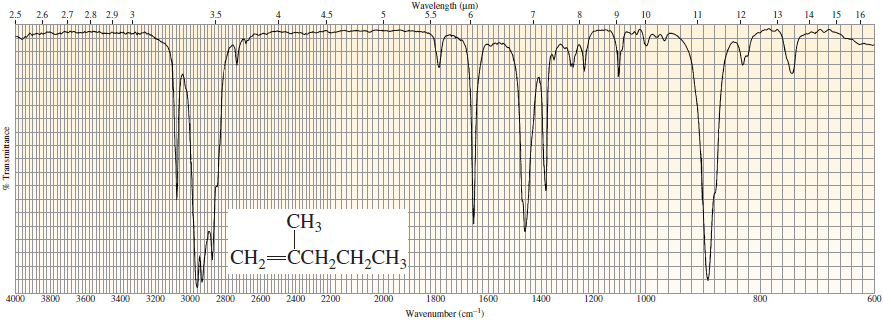 Wavelength (μm)
2.5 2.6 2.7 2.8 2.9 3 3.5 4 4.5 5 5.5 6 7 8 9 10 11 12 13 14 15 16
% Transmittance
CH₃
CH₂=CCH₂CH₂CH₃
4000 3800 3600 3400 3200 3000 2800 2600 2400 2200 2000 1800 1600 1400 1200 1000 800 600
Wavenumber (cm⁻¹)